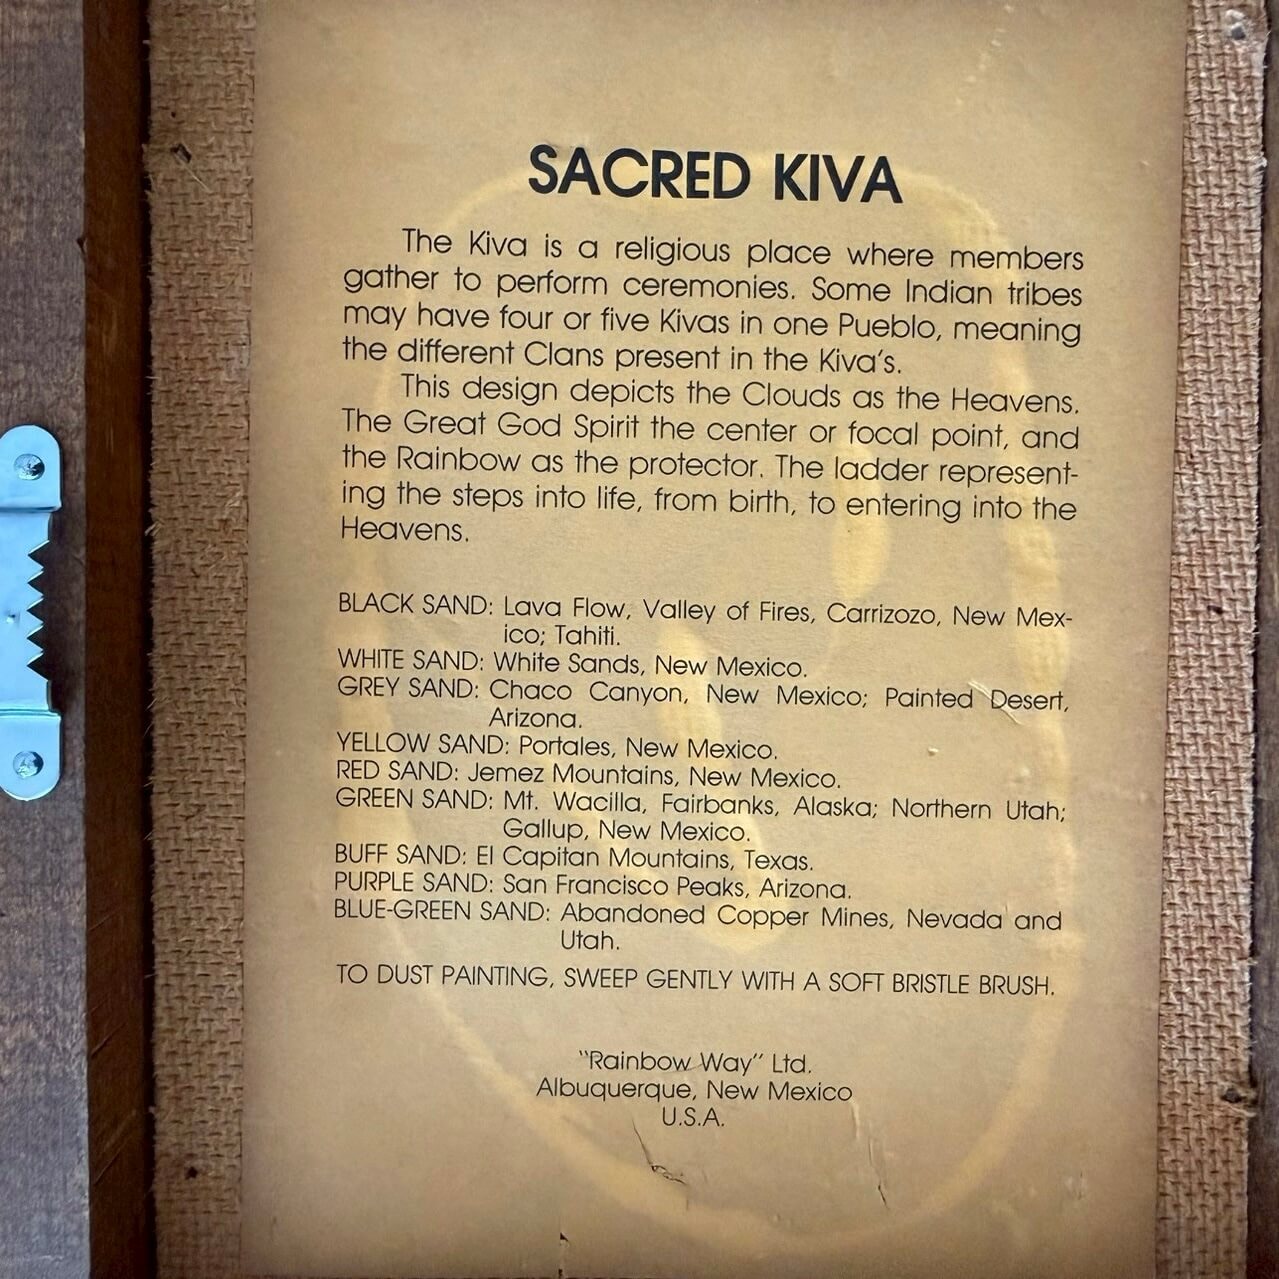 SACRED KIVA
The Kiva is a religious place where members
gather to perform ceremonies. Some Indian tribes
may have four or five Kivas in one Pueblo, meaning
the different Clans present in the Kiva's.
This design depicts the Clouds as the Heavens.
The Great God Spirit the center or focal point, and
the Rainbow as the protector. The ladder represent-
ing the steps into life, from birth, to entering into the
Heavens.
BLACK SAND: Lava Flow, Valley of Fires, Carrizozo, New Mex-
ico; Tahiti.
WHITE SAND: White Sands, New Mexico.
GREY SAND: Chaco Canyon, New Mexico; Painted Desert,
Arizona.
YELLOW SAND: Portales, New Mexico.
RED SAND: Jemez Mountains, New Mexico.
GREEN SAND: Mt. Wacilla, Fairbanks, Alaska; Northern Utah;
Gallup, New Mexico.
BUFF SAND: El Capitan Mountains, Texas.
PURPLE SAND: San Francisco Peaks, Arizona.
BLUE-GREEN SAND: Abandoned Copper Mines, Nevada and
Utah.
TO DUST PAINTING, SWEEP GENTLY WITH A SOFT BRISTLE BRUSH.
"Rainbow Way" Ltd.
Albuquerque, New Mexico
U.S.A.